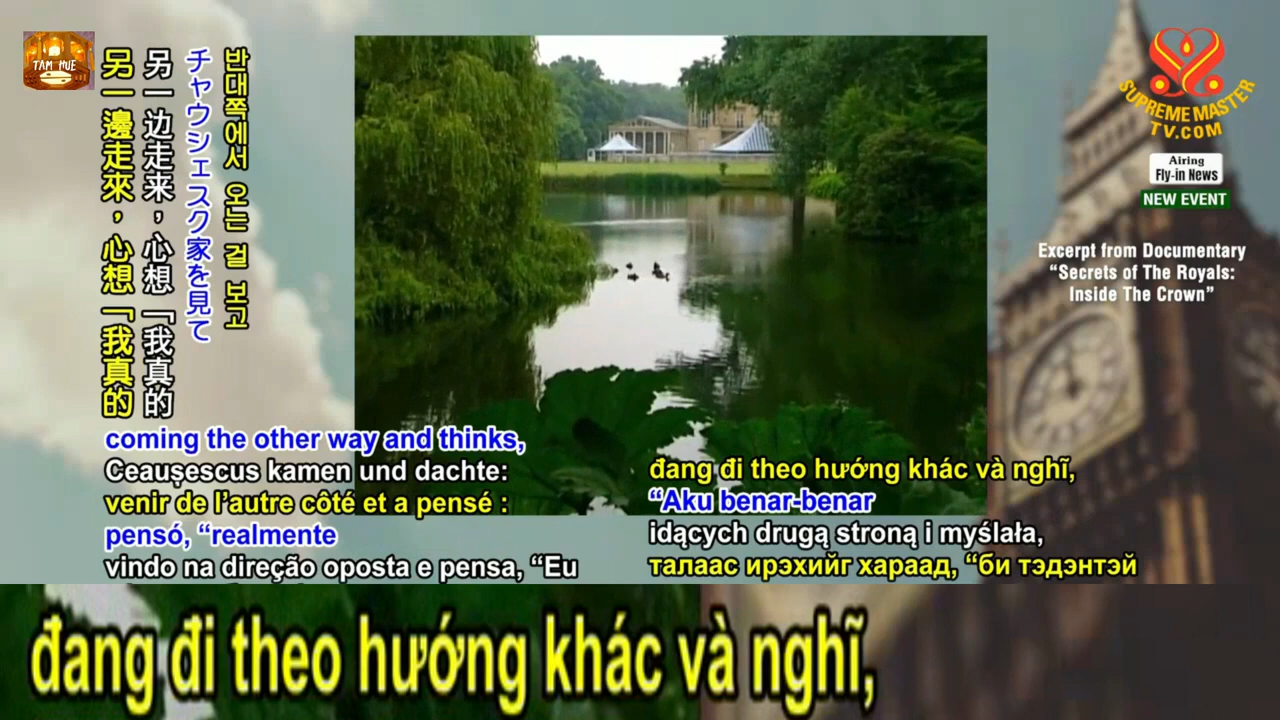 TAM HUE
另一邊走來，心想「我真的
另一边走来，心想「我真的
チャウシェスク家を見て
반대쪽에서 오는 걸 보고
SUPREME MASTER
TV.COM
Airing
Fly-in News
NEW EVENT
Excerpt from Documentary
“Secrets of The Royals:
Inside The Crown”
coming the other way and thinks,
Ceaușescus kamen und dachte:
venir de l’autre côté et a pensé :
pensó, “realmente
vindo na direção oposta e pensa, “Eu
đang đi theo hướng khác và nghĩ,
“Aku benar-benar
idących drugą stroną i myślała,
талаас ирэхийг хараад, “би тэдэнтэй
đang đi theo hướng khác và nghĩ,